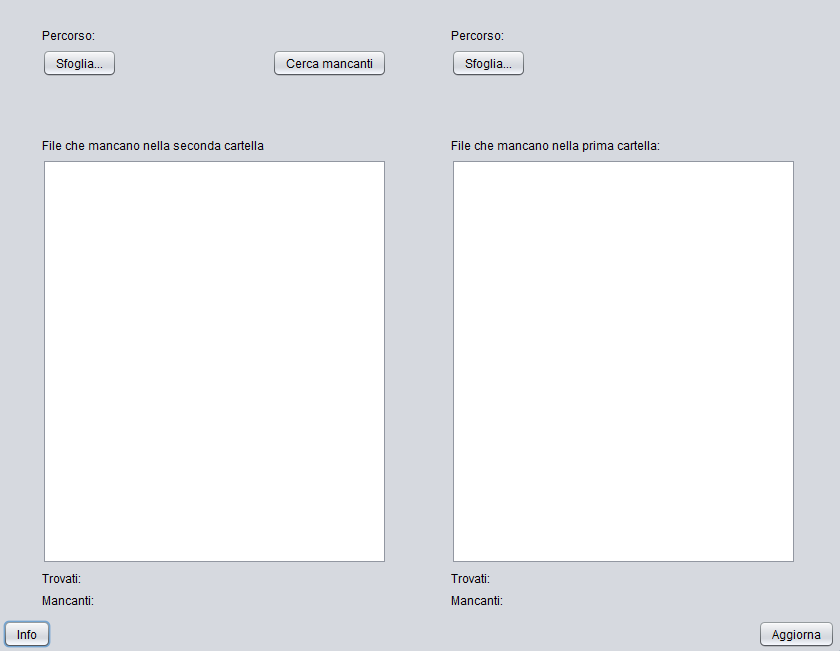 Percorso:
Sfoglia...
Cerca mancanti
Percorso:
Sfoglia...
File che mancano nella seconda cartella
File che mancano nella prima cartella:
Trovati:
Mancanti:
Trovati:
Mancanti:
Info
Aggiorna